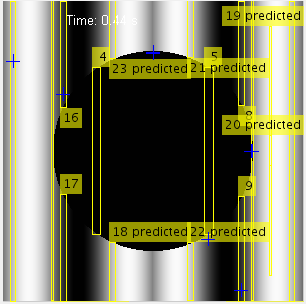 Time: 0.44 s
19 predicted
4
5
23 predicted
21 predicted
16
8
20 predicted
17
9
18 predicted
22 predicted